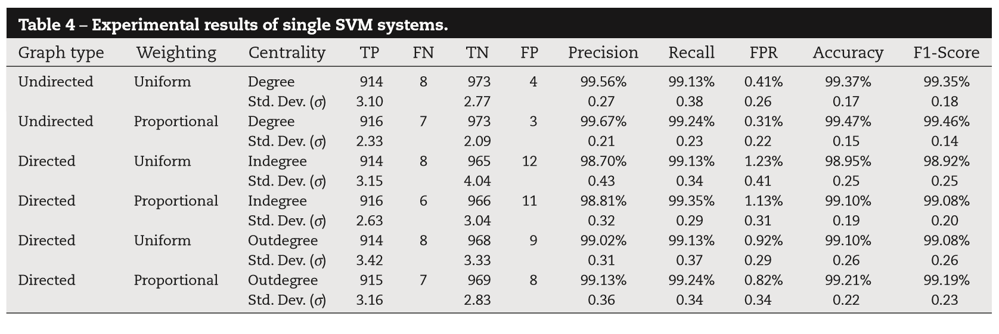 Table 4 – Experimental results of single SVM systems.
Graph type Weighting Centrality TP FN TN FP Precision Recall FPR Accuracy F1-Score
Undirected Uniform Degree 914 8 973 4 99.56% 99.13% 0.41% 99.37% 99.35%
Std. Dev. (σ) 3.10 2.77 0.27 0.38 0.26 0.17 0.18
Undirected Proportional Degree 916 7 973 3 99.67% 99.24% 0.31% 99.47% 99.46%
Std. Dev. (σ) 2.33 2.09 0.21 0.23 0.22 0.15 0.14
Directed Uniform Indegree 914 8 965 12 98.70% 99.13% 1.23% 98.95% 98.92%
Std. Dev. (σ) 3.15 4.04 0.43 0.34 0.41 0.25 0.25
Directed Proportional Indegree 916 6 966 11 98.81% 99.35% 1.13% 99.10% 99.08%
Std. Dev. (σ) 2.63 3.04 0.32 0.29 0.31 0.19 0.20
Directed Uniform Outdegree 914 8 968 9 99.02% 99.13% 0.92% 99.10% 99.08%
Std. Dev. (σ) 3.42 3.33 0.31 0.37 0.29 0.26 0.26
Directed Proportional Outdegree 915 7 969 8 99.13% 99.24% 0.82% 99.21% 99.19%
Std. Dev. (σ) 3.16 2.83 0.36 0.34 0.34 0.22 0.23